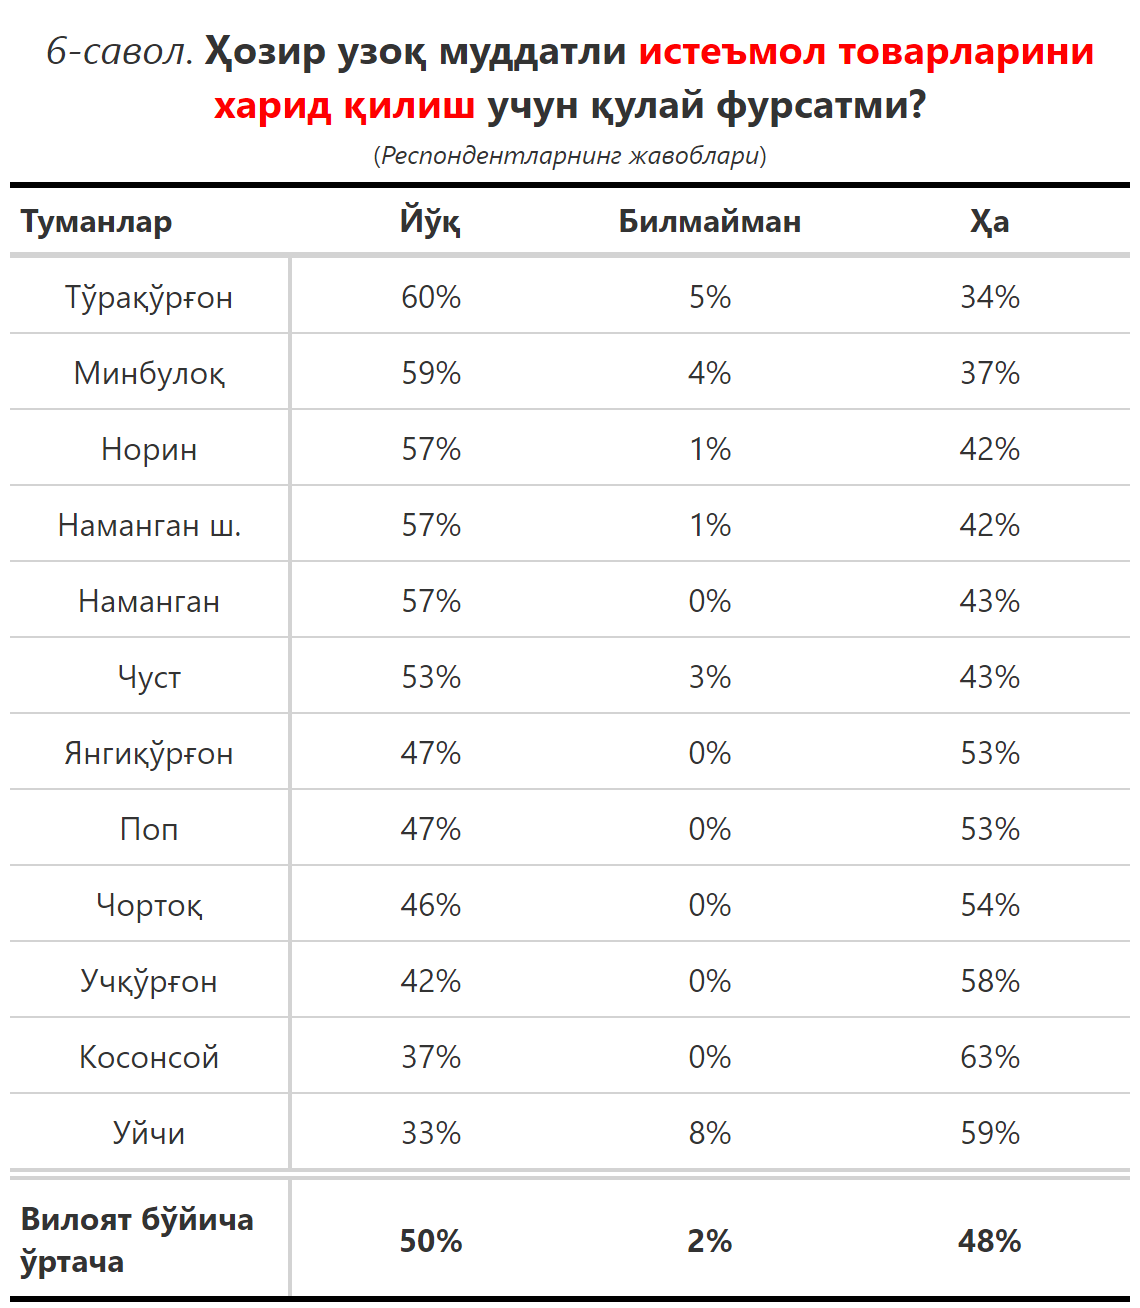 6-савол. Ҳозир узоқ муддатли истеъмол товарларини
харид қилиш учун қулай фурсатми?
(Респондентларнинг жавоблари)
Туманлар Йўқ Билмайман Ҳа
Тўрақўрғон 60% 5% 34%
Минбулоқ 59% 4% 37%
Норин 57% 1% 42%
Наманган ш. 57% 1% 42%
Наманган 57% 0% 43%
Чуст 53% 3% 43%
Янгиқўрғон 47% 0% 53%
Поп 47% 0% 53%
Чортоқ 46% 0% 54%
Учқўрғон 42% 0% 58%
Косонсой 37% 0% 63%
Уйчи 33% 8% 59%
Вилоят бўйича
ўртача 50% 2% 48%